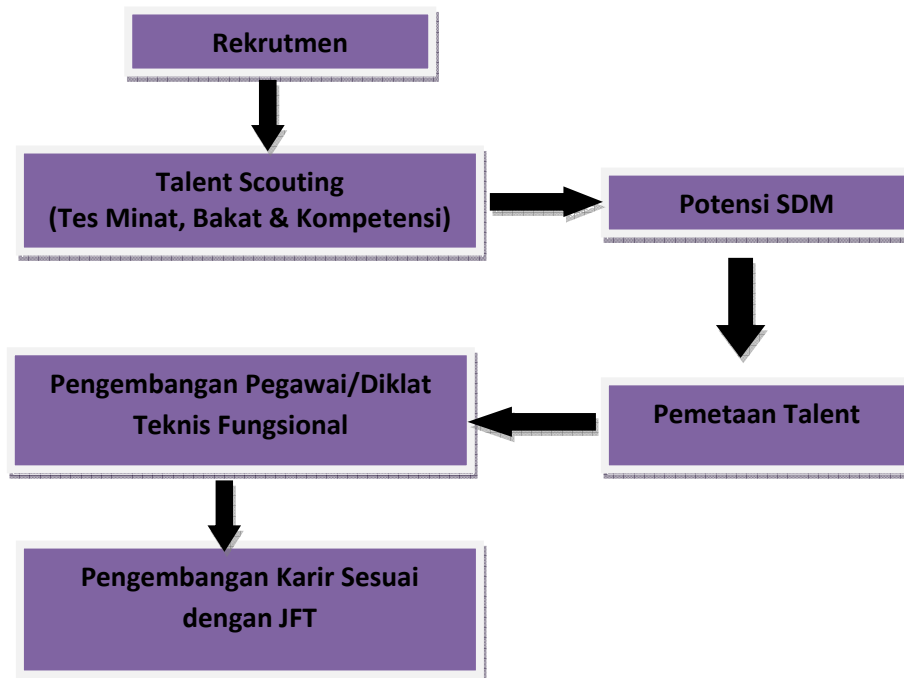 Rekrutmen
Talent Scouting
(Tes Minat, Bakat & Kompetensi)
Potensi SDM
Pemetaan Talent
Pengembangan Pegawai/Diklat
Teknis Fungsional
Pengembangan Karir Sesuai
dengan JFT